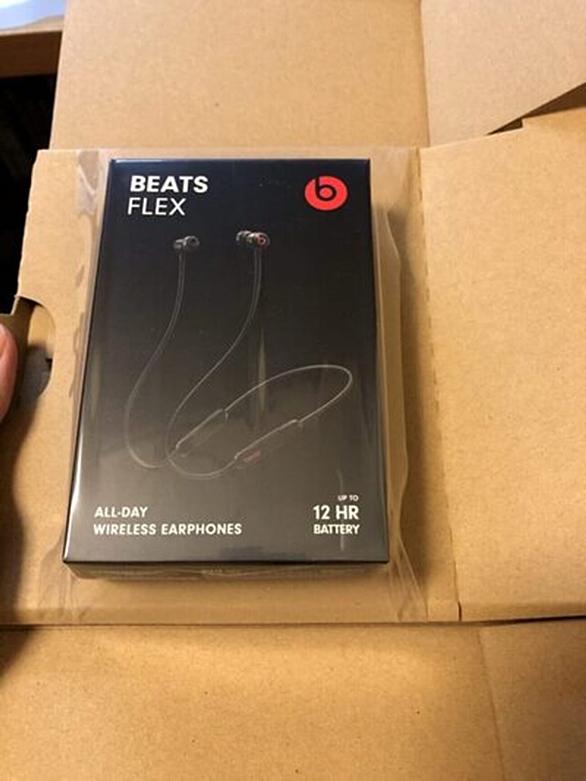 BEATS
FLEX
ALL-DAY
WIRELESS EARPHONES
UP TO
12 HR
BATTERY